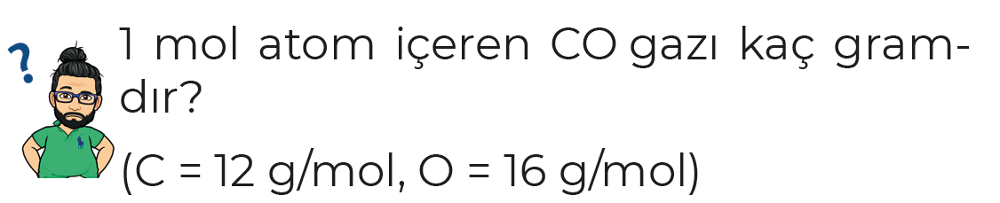 ?
1 mol atom içeren CO gazı kaç gram-
dır?
(C = 12 g/mol, O = 16 g/mol)